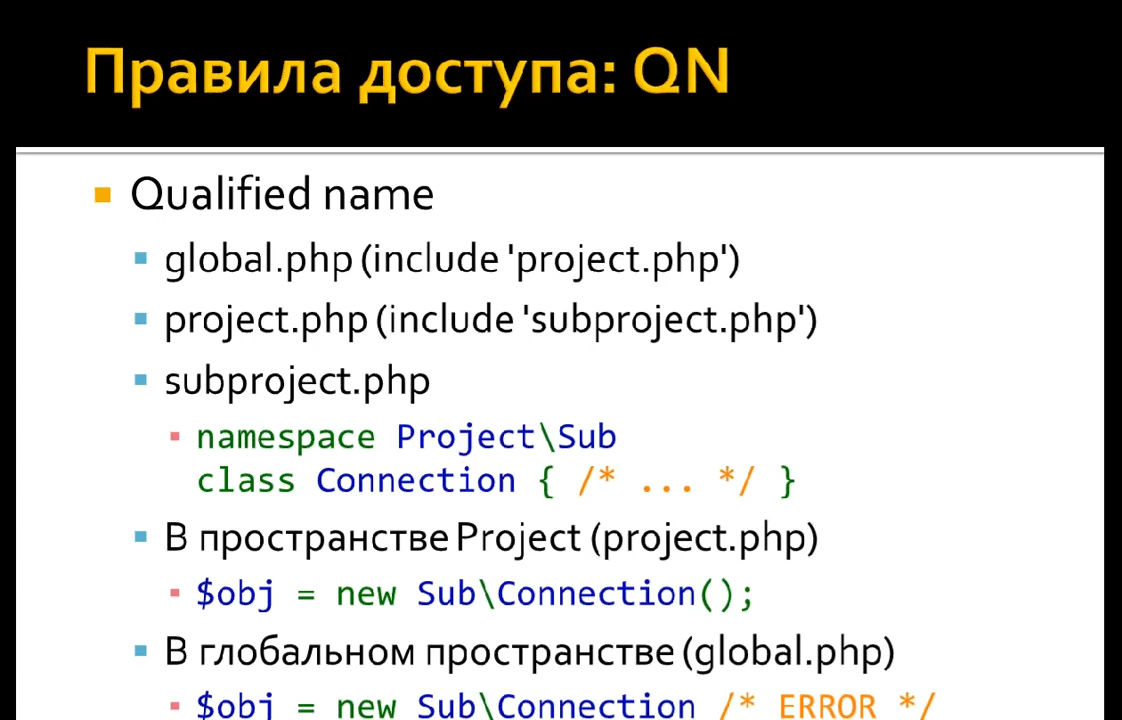 Правила доступа: QN
Qualified name
global.php (include 'project.php')
project.php (include 'subproject.php')
subproject.php
namespace Project\Sub
class Connection { /* ... */ }
В пространстве Project (project.php)
$obj = new Sub\Connection();
В глобальном пространстве (global.php)
$obj = new Sub\Connection /* ERROR */